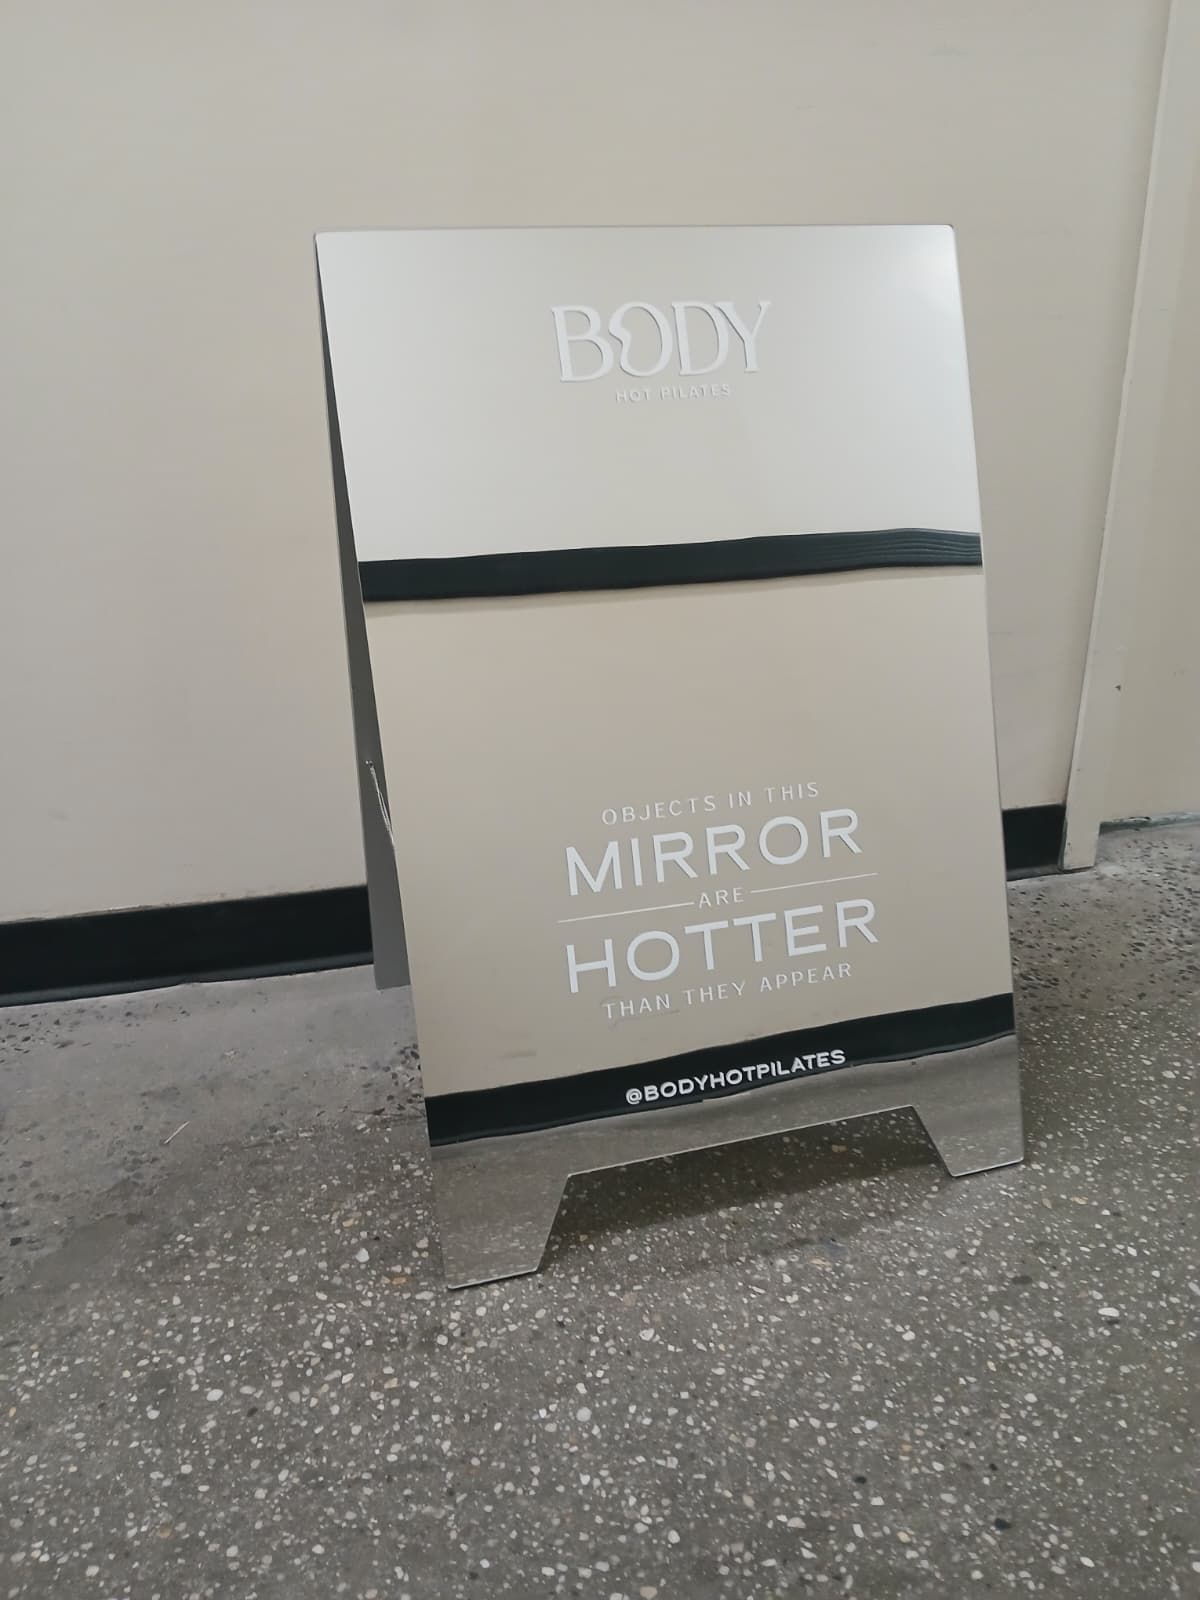 BODY
HOT PILATES
OBJECTS IN THIS
MIRROR
ARE
HOTTER
THAN THEY APPEAR
@BODYHOTPILATES